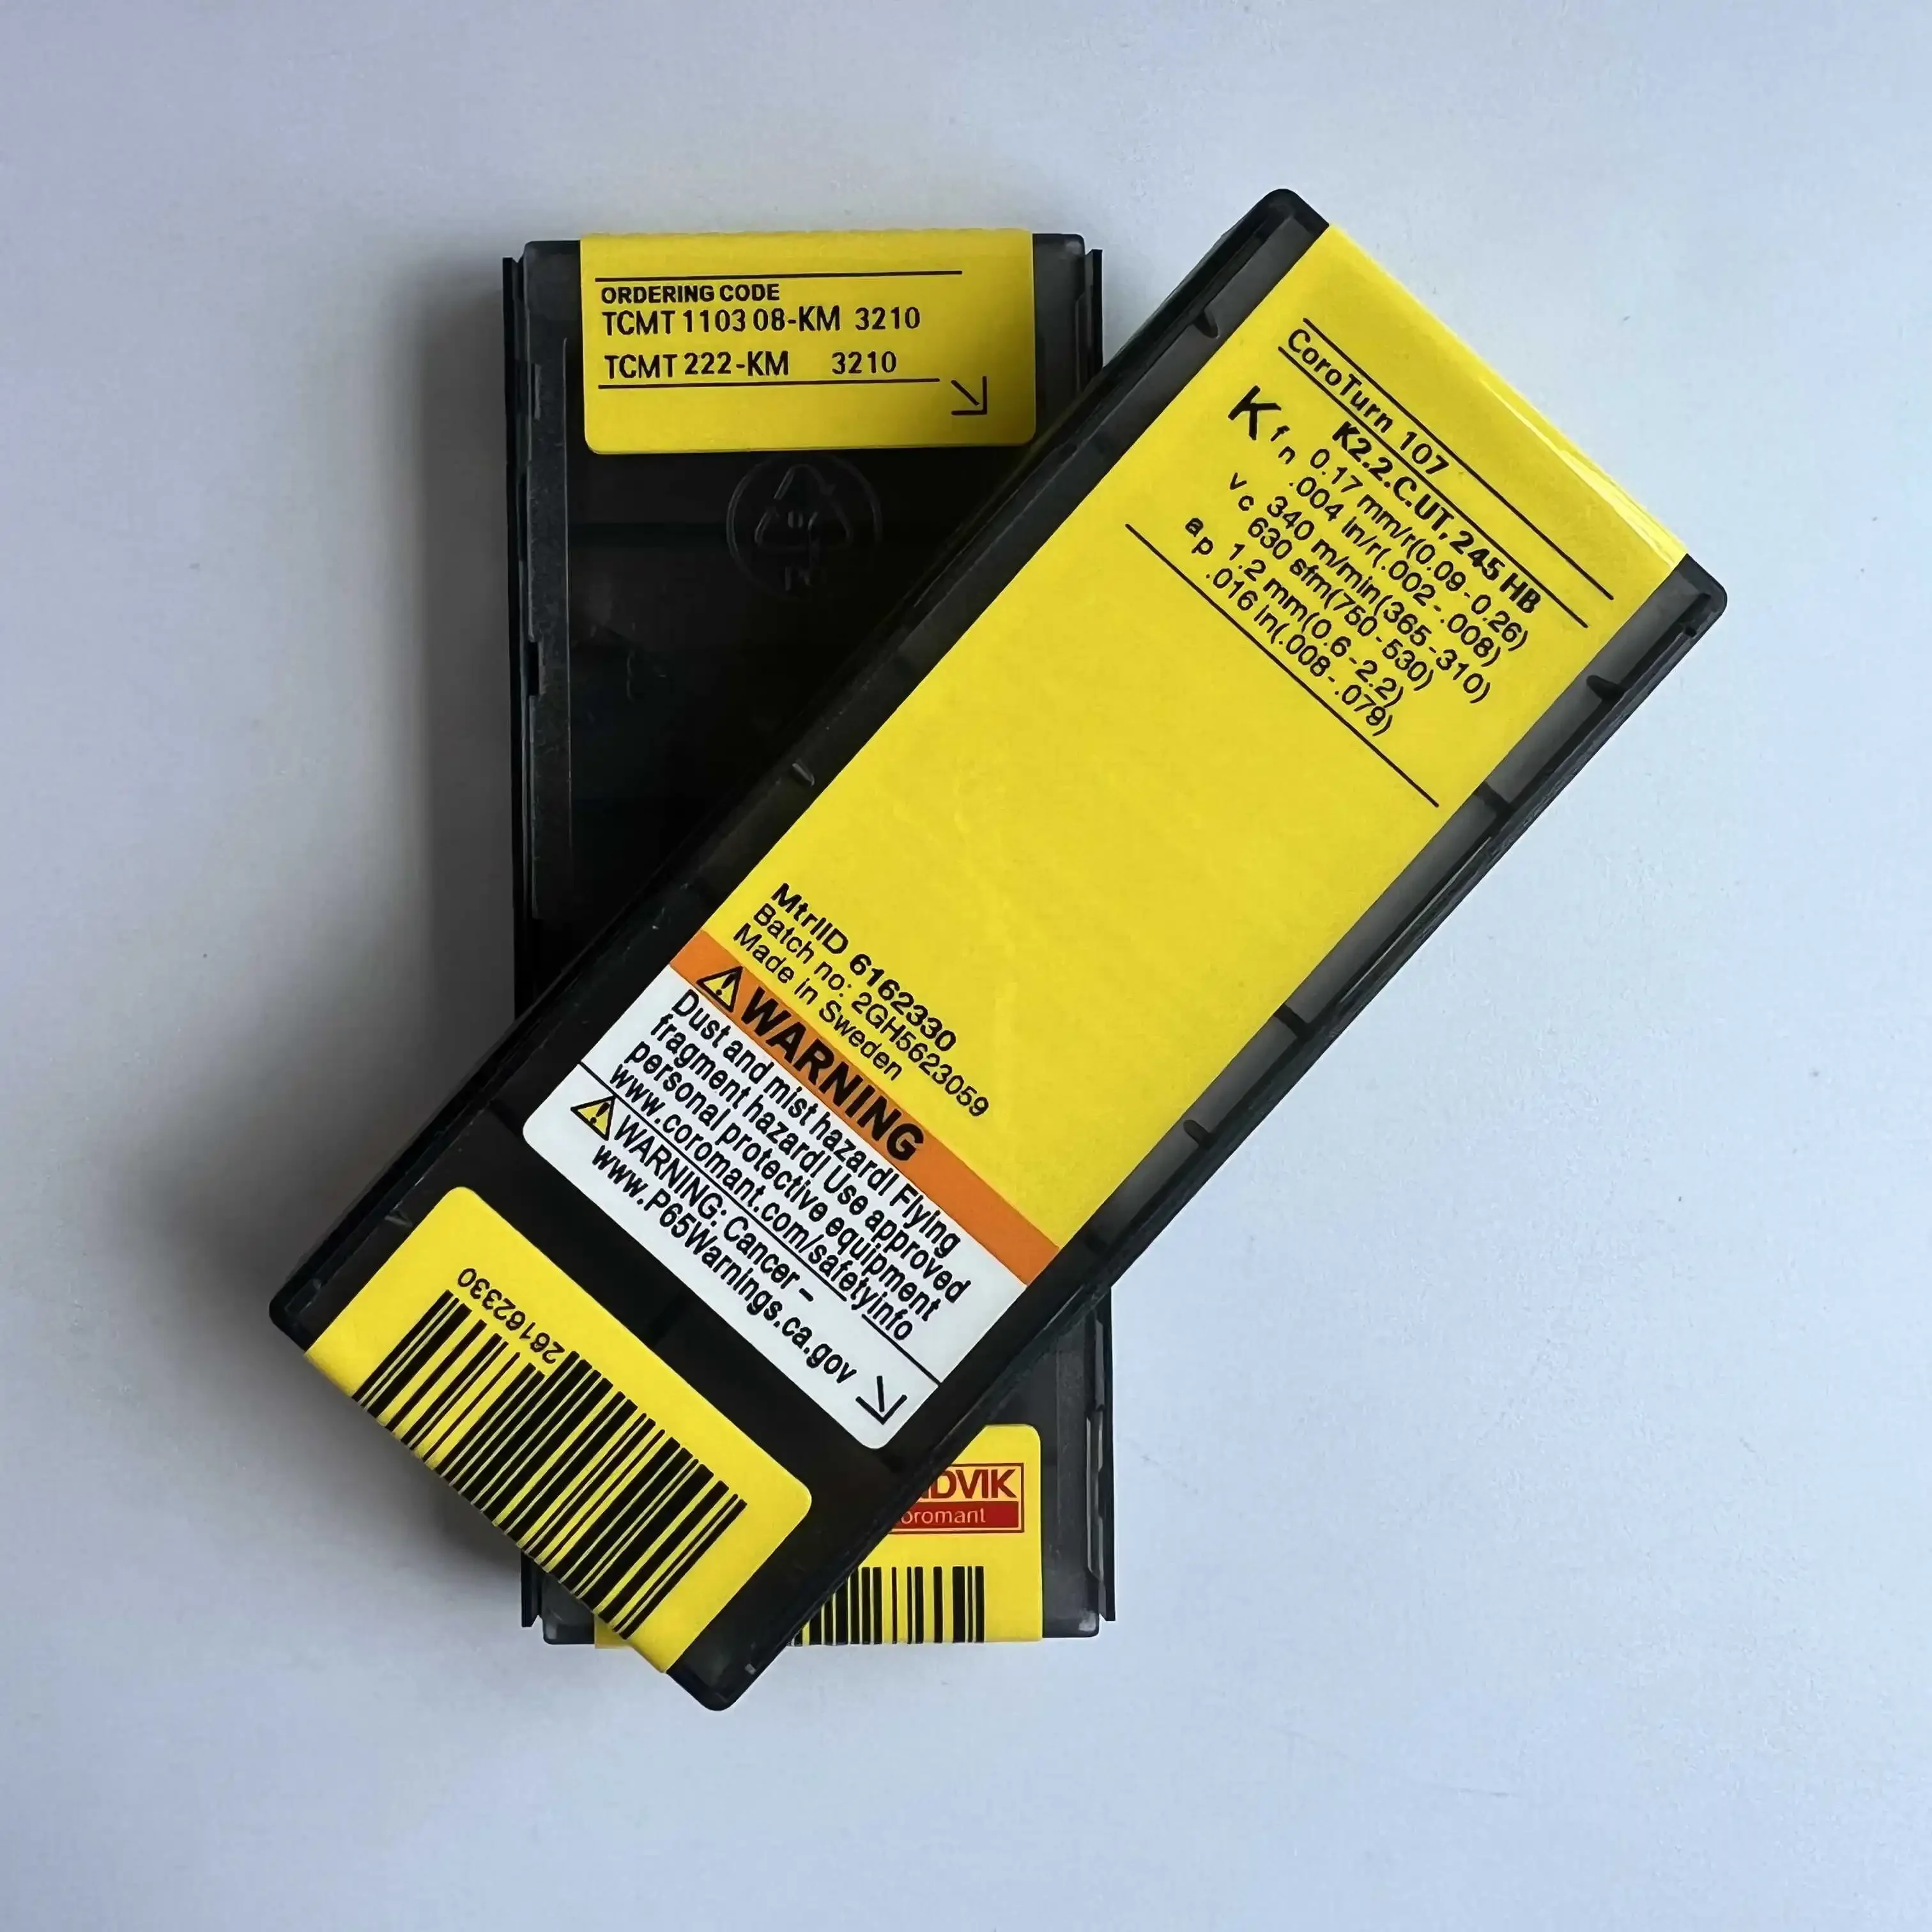 ORDERING CODE
TCMT 1103 08-KM 3210
TCMT 222-KM 3210
CoroTurn 107
K2.2.C.UT, 245 HB
K fn 0.17 mm/r(0.09-0.26)
.004 in/r(.002-.008)
vc 340 m/min(365-310)
630 sfm(750-530)
ap 1.2 mm(0.6-2.2)
.016 in(.008-.079)
MtrlID 6162330
Batch no: 2GH5623059
Made in Sweden
WARNING
Dust and mist hazard! Flying
fragment hazard! Use approved
personal protective equipment
www.coromant.com/safetyinfo
WARNING: Cancer –
www.P65Warnings.ca.gov
26162330
DVIK
oromant